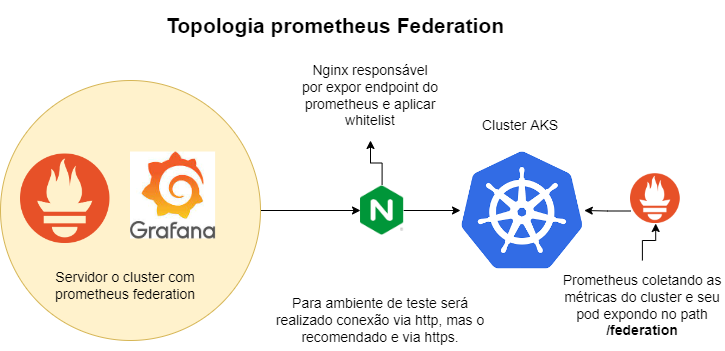 Topologia prometheus Federation
Nginx responsável
por expor endpoint do
prometheus e aplicar
whitelist
Cluster AKS
Grafana
N
Servidor o cluster com
prometheus federation
Para ambiente de teste será
realizado conexão via http, mas o
recomendado e via https.
Prometheus coletando as
métricas do cluster e seu
pod expondo no path
/federation